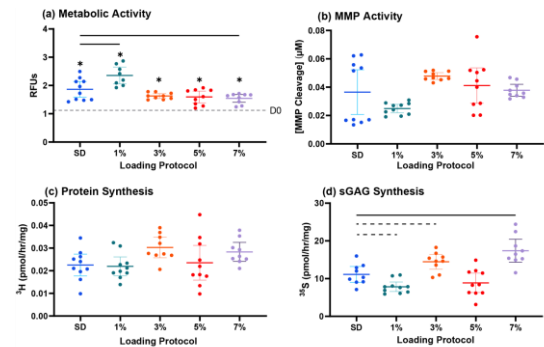 (a) Metabolic Activity
RFUs
4
3
2
1
0
* * * * *
D0
SD 1% 3% 5% 7%
Loading Protocol
(b) MMP Activity
[MMP Cleavage] (µM)
0.08
0.06
0.04
0.02
0.00
SD 1% 3% 5% 7%
Loading Protocol
(c) Protein Synthesis
³H (pmol/hr/mg)
0.05
0.04
0.03
0.02
0.01
0.00
SD 1% 3% 5% 7%
Loading Protocol
(d) sGAG Synthesis
³⁵S (pmol/hr/mg)
30
20
10
0
SD 1% 3% 5% 7%
Loading Protocol